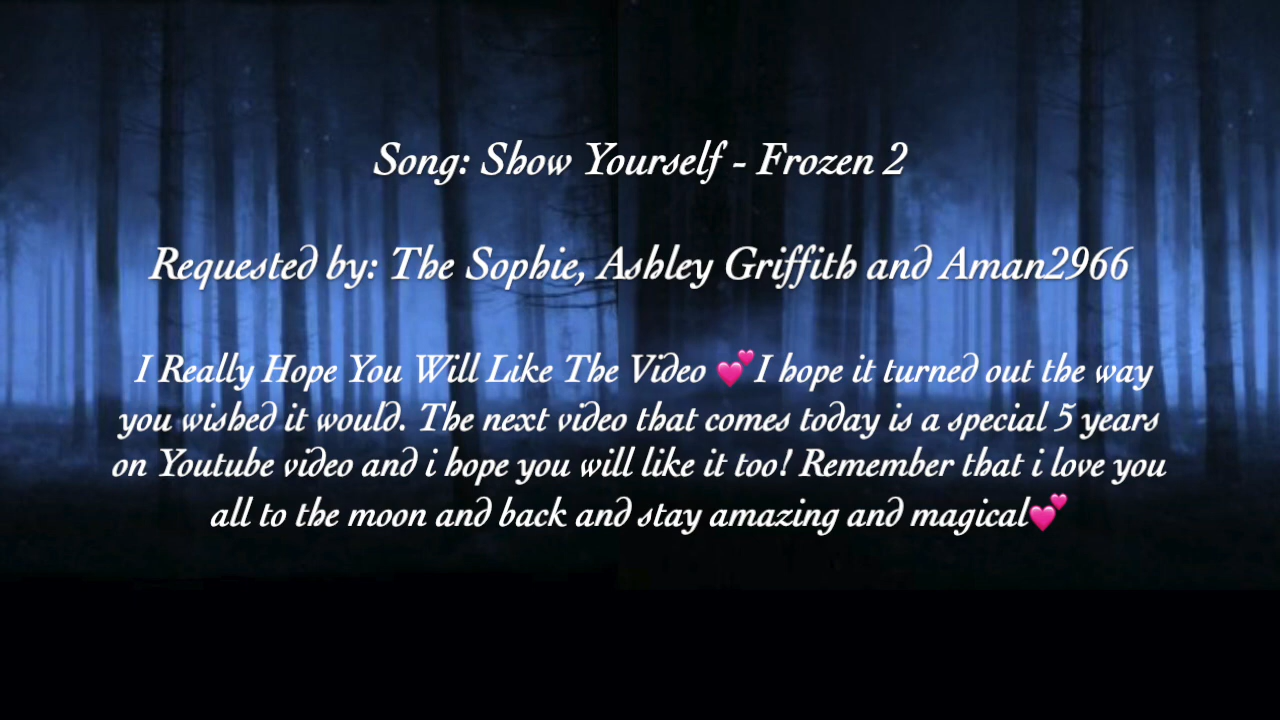 Song: Show Yourself - Frozen 2
Requested by: The Sophie, Ashley Griffith and Aman2966
I Really Hope You Will Like The Video 💕I hope it turned out the way
you wished it would. The next video that comes today is a special 5 years
on Youtube video and i hope you will like it too! Remember that i love you
all to the moon and back and stay amazing and magical💕